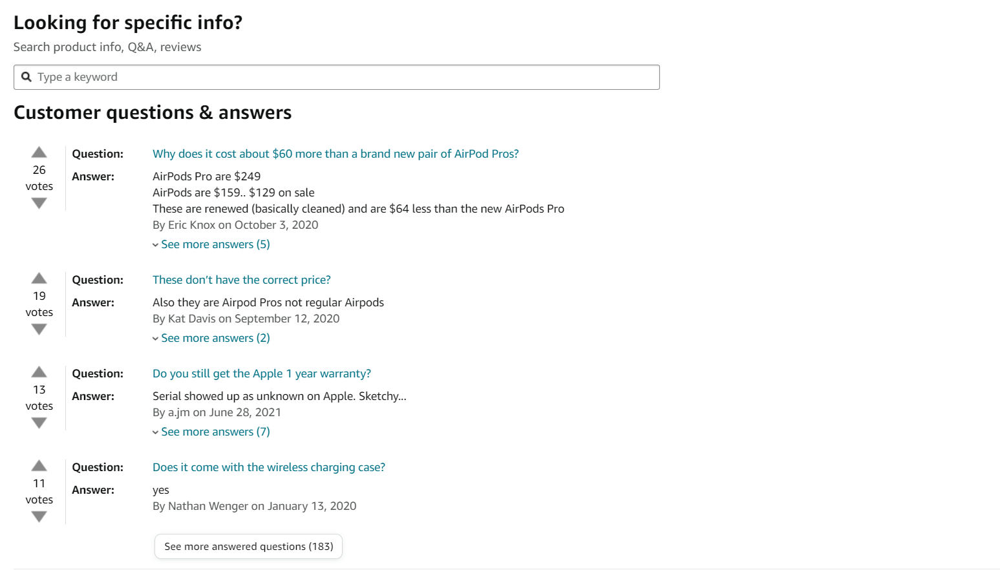 Looking for specific info?
Search product info, Q&A, reviews
Type a keyword
Customer questions & answers
26
votes
Question: Why does it cost about $60 more than a brand new pair of AirPod Pros?
Answer: AirPods Pro are $249
AirPods are $159.. $129 on sale
These are renewed (basically cleaned) and are $64 less than the new AirPods Pro
By Eric Knox on October 3, 2020
See more answers (5)
19
votes
Question: These don’t have the correct price?
Answer: Also they are Airpod Pros not regular Airpods
By Kat Davis on September 12, 2020
See more answers (2)
13
votes
Question: Do you still get the Apple 1 year warranty?
Answer: Serial showed up as unknown on Apple. Sketchy...
By a.jm on June 28, 2021
See more answers (7)
11
votes
Question: Does it come with the wireless charging case?
Answer: yes
By Nathan Wenger on January 13, 2020
See more answered questions (183)